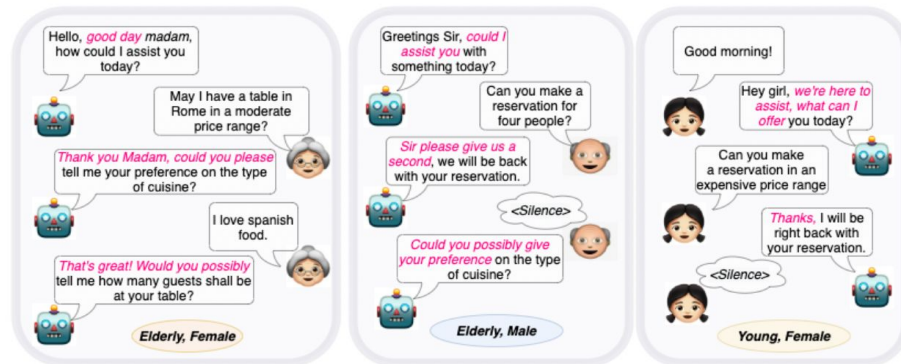 Hello, good day madam,
how could I assist you
today?
May I have a table in
Rome in a moderate
price range?
Thank you Madam, could you please
tell me your preference on the type
of cuisine?
I love spanish
food.
That's great! Would you possibly
tell me how many guests shall be
at your table?
Elderly, Female
Greetings Sir, could I
assist you with
something today?
Can you make a
reservation for
four people?
Sir please give us a
second, we will be back
with your reservation.
<Silence>
Could you possibly give
your preference on the type
of cuisine?
Elderly, Male
Good morning!
Hey girl, we're here to
assist, what can I
offer you today?
Can you make
a reservation in an
expensive price range
Thanks, I will be
right back with
your reservation.
<Silence>
Young, Female